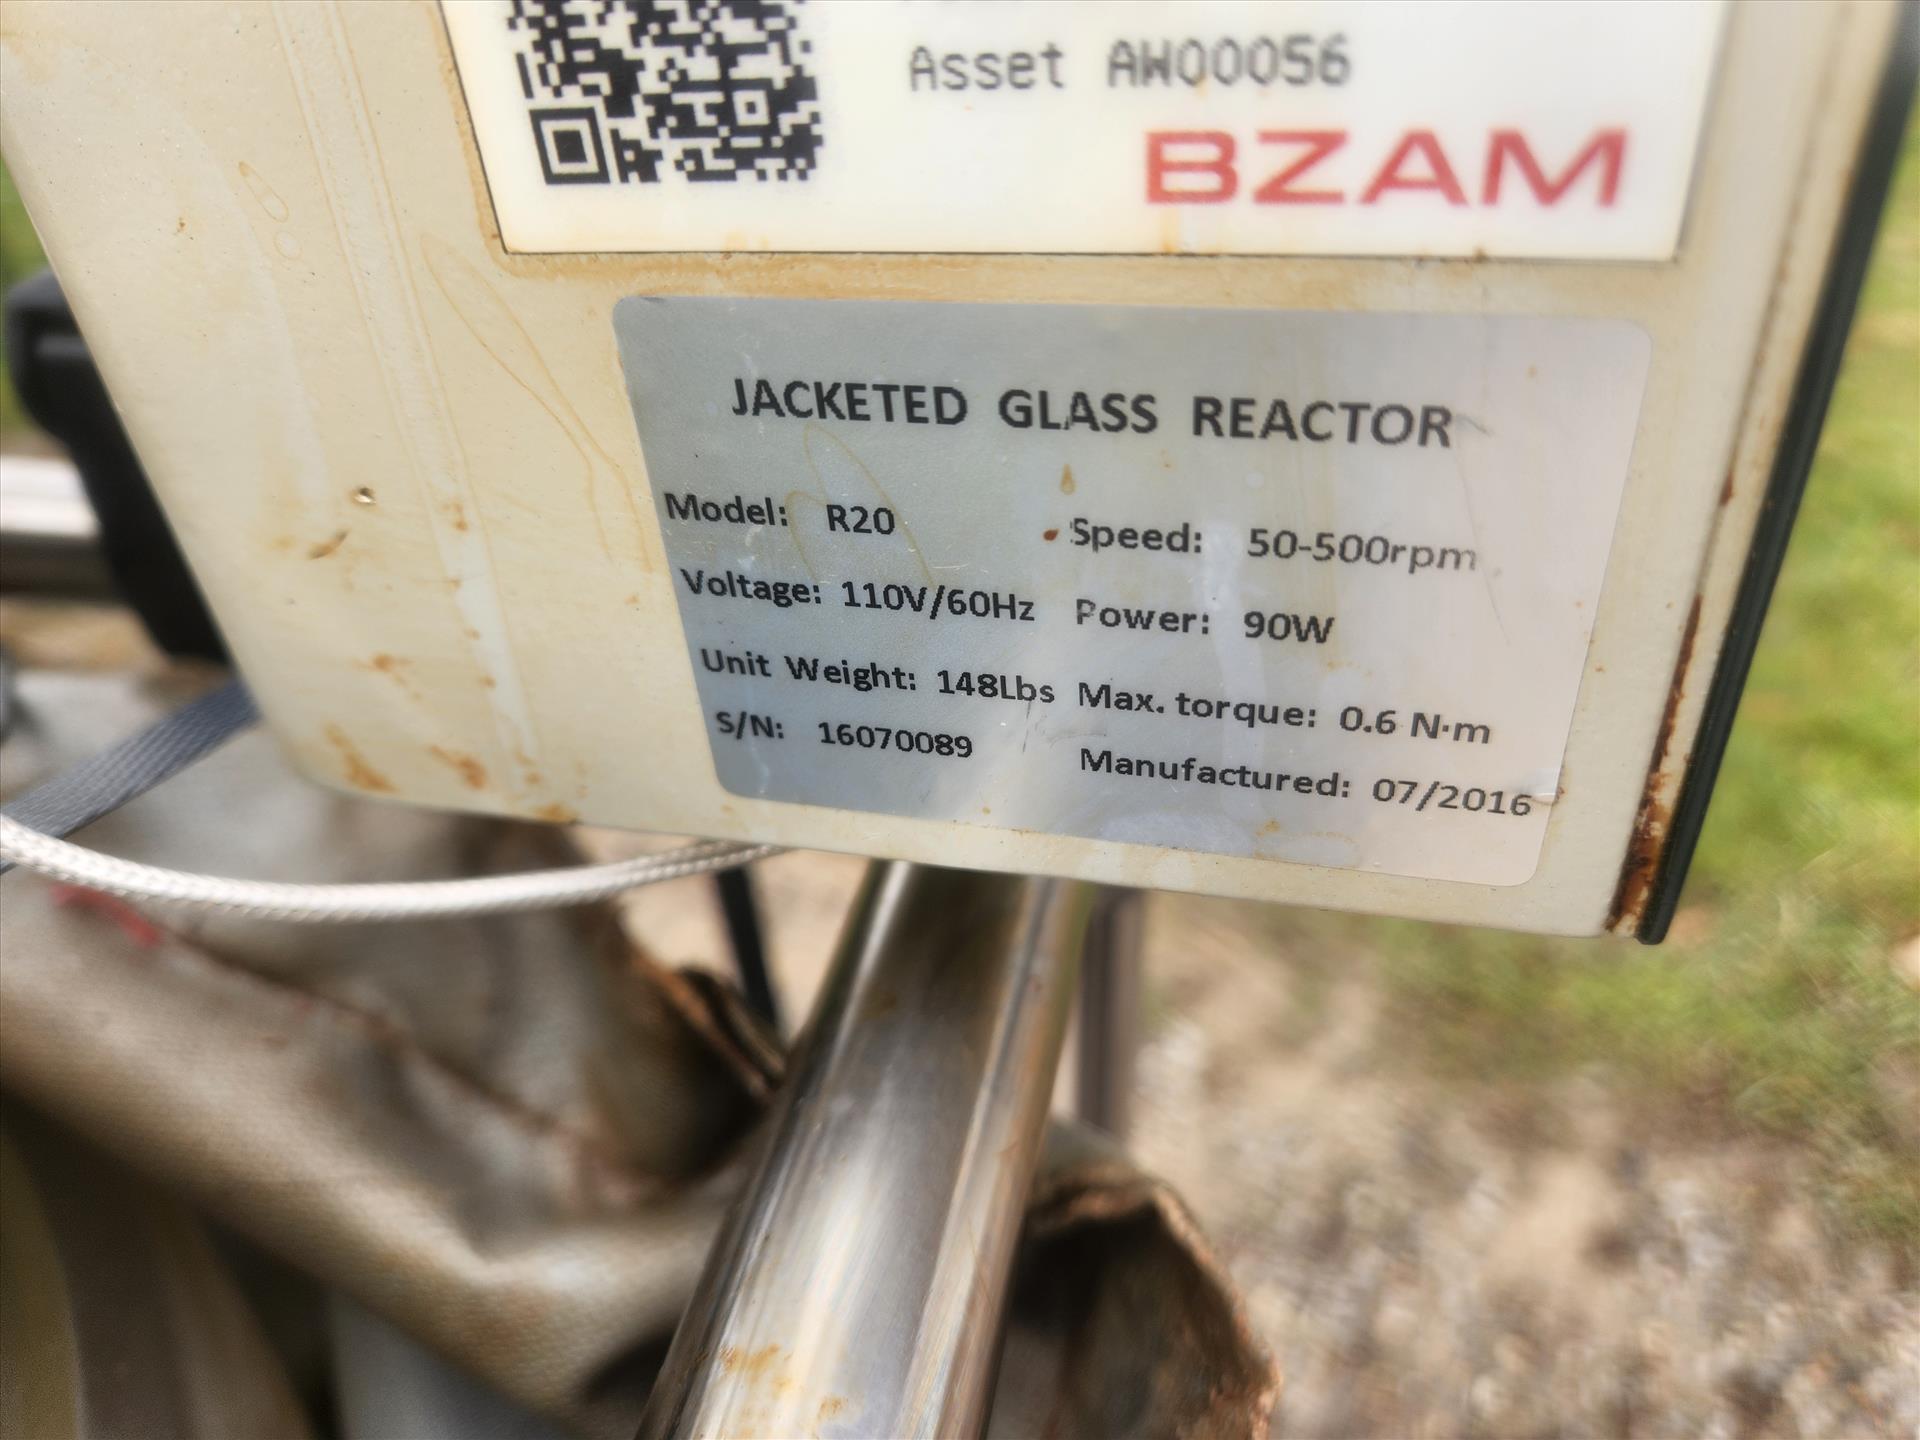 Asset AW00056
BZAM
JACKETED GLASS REACTOR
Model: R20 Speed: 50-500rpm
Voltage: 110V/60Hz Power: 90W
Unit Weight: 148Lbs Max. torque: 0.6 N·m
S/N: 16070089 Manufactured: 07/2016